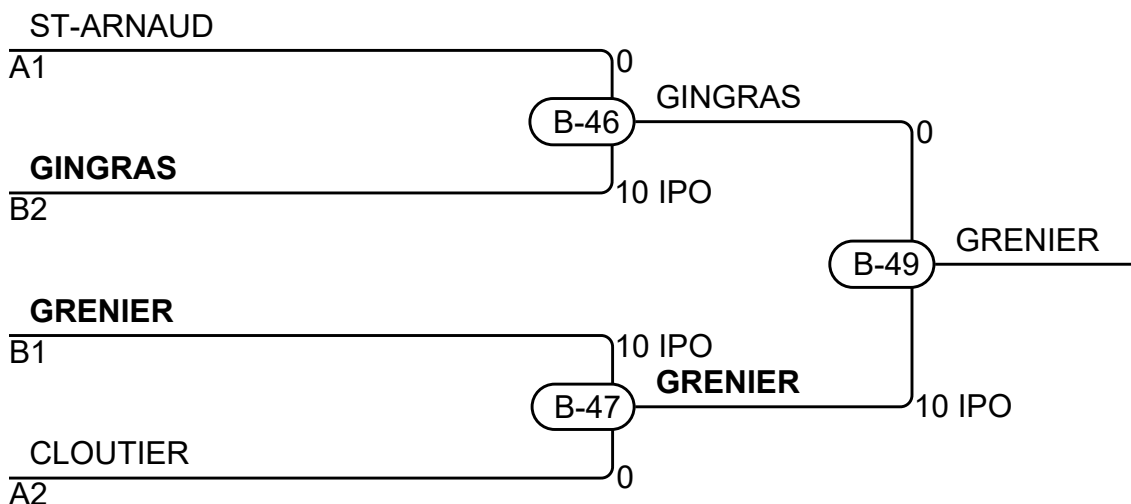 ST-ARNAUD
A1
0
B-46
GINGRAS
0
GINGRAS
B2
10 IPO
B-49
GRENIER
GRENIER
B1
10 IPO
GRENIER
B-47
10 IPO
CLOUTIER
A2
0